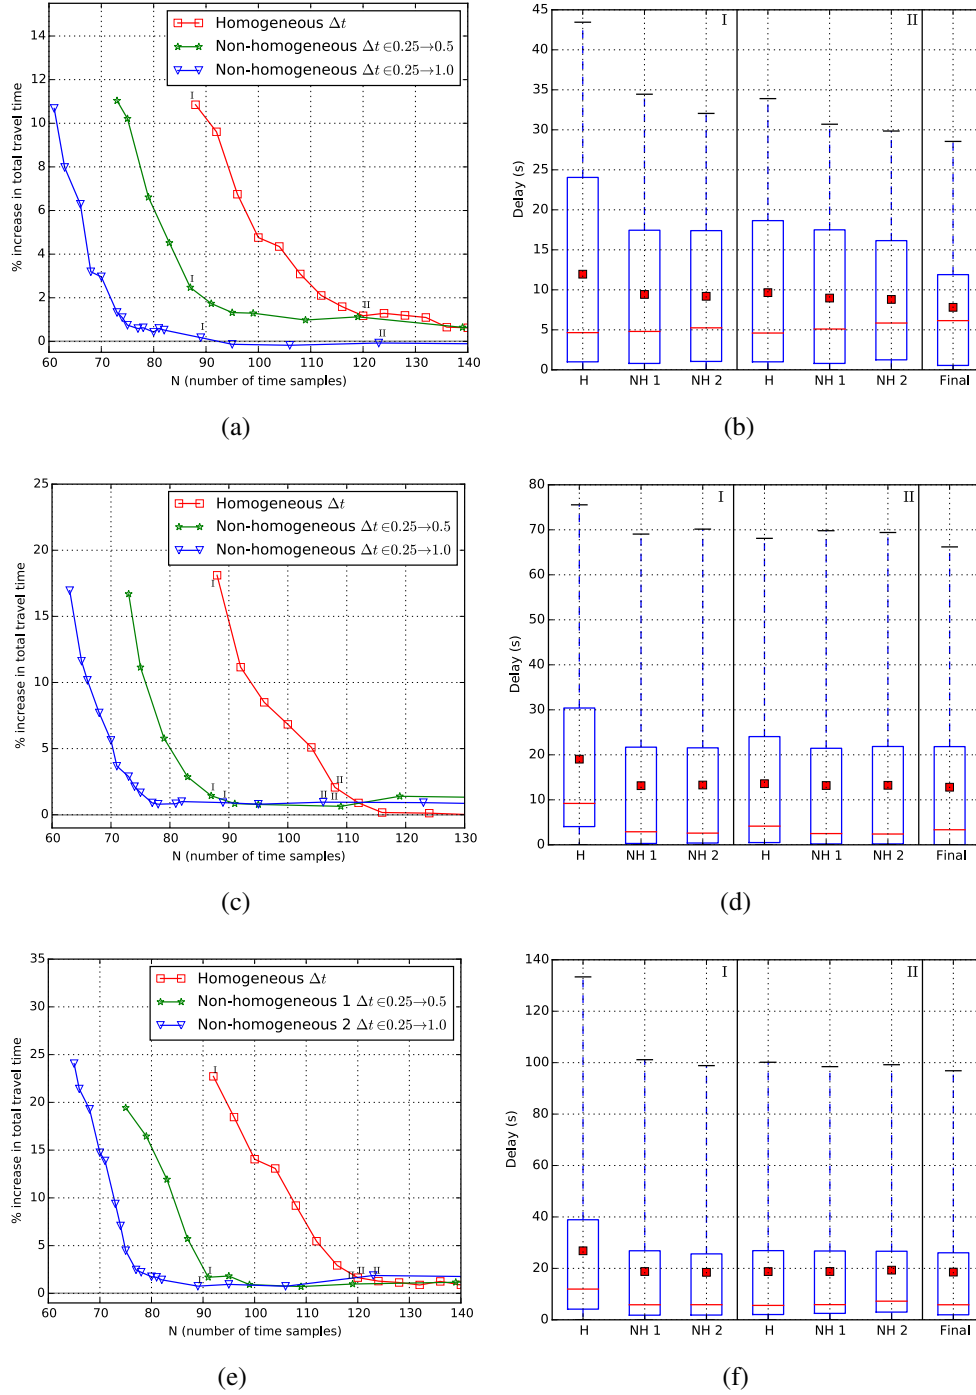 Homogeneous Δt
Non-homogeneous Δt∈0.25→0.5
Non-homogeneous Δt∈0.25→1.0
% increase in total travel time
14
12
10
8
6
4
2
0
I
I
I
II
II
60 70 80 90 100 110 120 130 140
N (number of time samples)
(a)
Delay (s)
45
40
35
30
25
20
15
10
5
0
I
II
H NH 1 NH 2 H NH 1 NH 2 Final
(b)
Homogeneous Δt
Non-homogeneous Δt∈0.25→0.5
Non-homogeneous Δt∈0.25→1.0
% increase in total travel time
25
20
15
10
5
0
I
I
I
II
II
II
60 70 80 90 100 110 120 130
N (number of time samples)
(c)
Delay (s)
80
70
60
50
40
30
20
10
0
I
II
H NH 1 NH 2 H NH 1 NH 2 Final
(d)
Homogeneous Δt
Non-homogeneous 1 Δt∈0.25→0.5
Non-homogeneous 2 Δt∈0.25→1.0
% increase in total travel time
35
30
25
20
15
10
5
0
I
I
I
II
II
II
60 70 80 90 100 110 120 130 140
N (number of time samples)
(e)
Delay (s)
140
120
100
80
60
40
20
0
I
II
H NH 1 NH 2 H NH 1 NH 2 Final
(f)